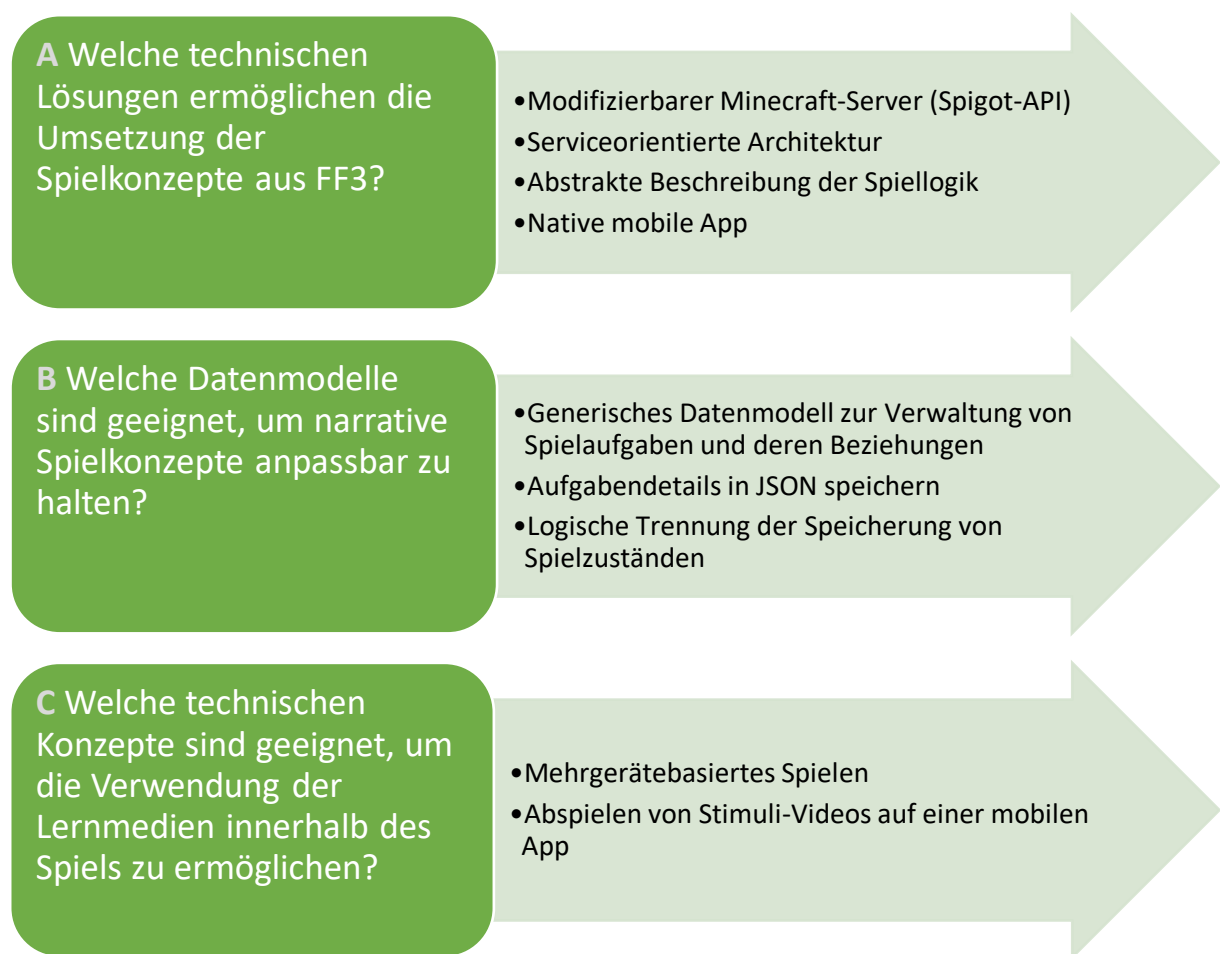 A Welche technischen
Lösungen ermöglichen die
Umsetzung der
Spielkonzepte aus FF3?
•Modifizierbarer Minecraft-Server (Spigot-API)
•Serviceorientierte Architektur
•Abstrakte Beschreibung der Spiellogik
•Native mobile App
B Welche Datenmodelle
sind geeignet, um narrative
Spielkonzepte anpassbar zu
halten?
•Generisches Datenmodell zur Verwaltung von
Spielaufgaben und deren Beziehungen
•Aufgabendetails in JSON speichern
•Logische Trennung der Speicherung von
Spielzuständen
C Welche technischen
Konzepte sind geeignet, um
die Verwendung der
Lernmedien innerhalb des
Spiels zu ermöglichen?
•Mehrgerätebasiertes Spielen
•Abspielen von Stimuli-Videos auf einer mobilen
App